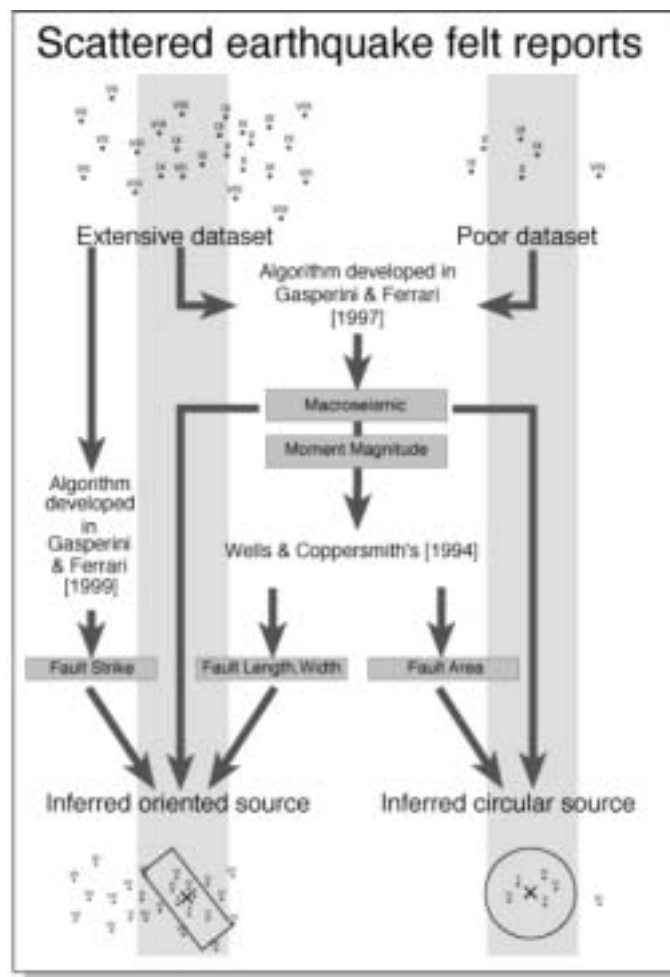 Scattered earthquake felt reports
Extensive dataset
Poor dataset
Algorithm developed in
Gasperini & Ferrari
[1997]
Macroseismic
Moment Magnitude
Algorithm
developed
in
Gasperini
& Ferrari
[1999]
Wells & Coppersmith's [1994]
Fault Strike
Fault Length, Width
Fault Area
Inferred oriented source
Inferred circular source